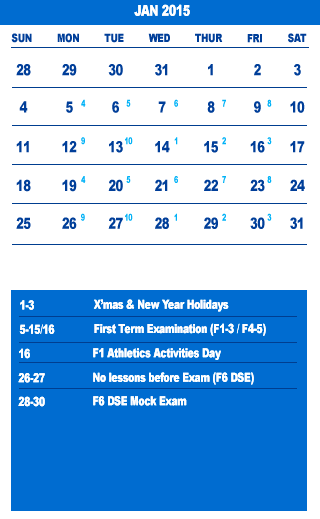 JAN 2015
SUN MON TUE WED THUR FRI SAT
28 29 30 31 1 2 3
4 5 4 6 5 7 6 8 7 9 8 10
11 12 9 13 10 14 1 15 2 16 3 17
18 19 4 20 5 21 6 22 7 23 8 24
25 26 9 27 10 28 1 29 2 30 3 31
1-3 X'mas & New Year Holidays
5-15/16 First Term Examination (F1-3 / F4-5)
16 F1 Athletics Activities Day
26-27 No lessons before Exam (F6 DSE)
28-30 F6 DSE Mock Exam